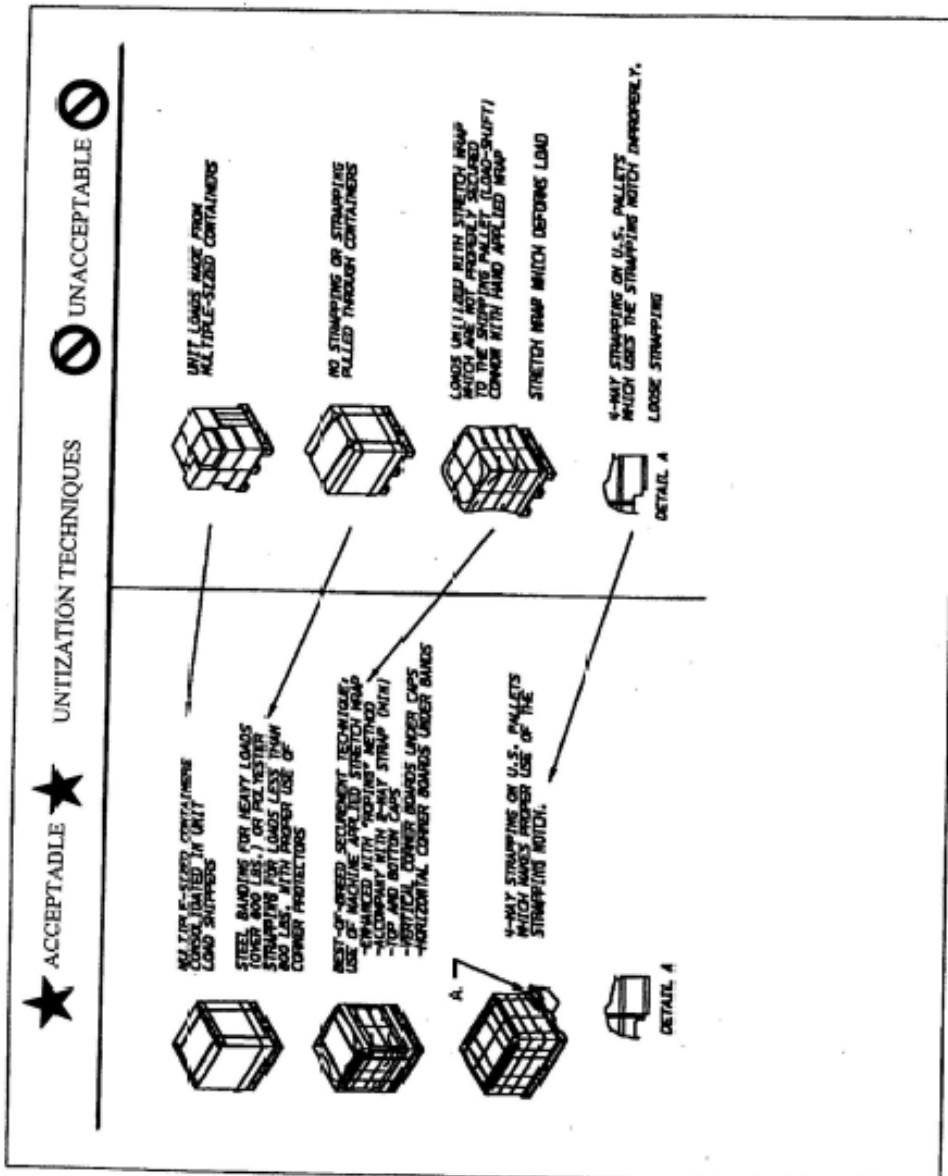 ACCEPTADLE
UNTIZATION TECHNIQUES
UNACCEPTABLE
MULTIPLE-SIZED CONTAINERS
CONSOLIDATED IN UNIT
LOAD SHIPPERS
STEEL BANDING FOR HEAVY LOADS
(OVER 800 LBS.) OR POLYESTER
STRAPPING FOR LOADS LESS THAN
800 LBS. WITH PROPER USE OF
CORNER PROTECTORS
BEST-OF-BREED SECUREMENT TECHNIQUE,
USE OF MACHINE APPLIED STRETCH WRAP
-ENHANCED WITH "ROPING" METHOD
-ACCOMPANY WITH 2-WAY STRAP (MIN)
-TOP AND BOTTOM CAPS
-VERTICAL CORNER BOARDS UNDER CAPS
-HORIZONTAL CORNER BOARDS UNDER BANDS
A
4-WAY STRAPPING ON U.S. PALLETS
WHICH MAKES PROPER USE OF THE
STRAPPING NOTCH.
DETAIL A
UNIT LOADS MADE FROM
MULTIPLE-SIZED CONTAINERS
NO STRAPPING OR STRAPPING
PULLED THROUGH CONTAINERS
LOADS UNITIZED WITH STRETCH WRAP
WHICH ARE NOT PROPERLY SECURED
TO THE SHIPPING PALLET (LOAD-SHIFT)
COMMON WITH HAND APPLIED WRAP
STRETCH WRAP WHICH DEFORMS LOAD
4-WAY STRAPPING ON U.S. PALLETS
WHICH USES THE STRAPPING NOTCH IMPROPERLY.
LOOSE STRAPPING
DETAIL A